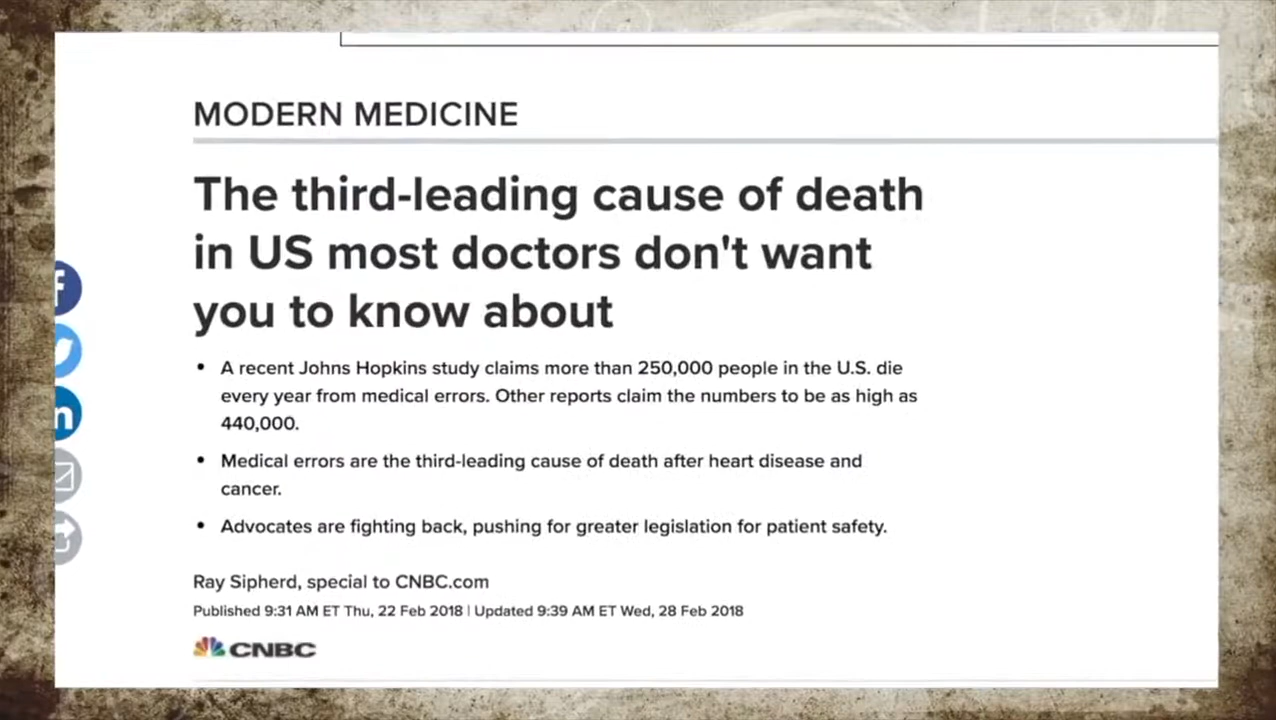 MODERN MEDICINE
The third-leading cause of death
in US most doctors don't want
you to know about
• A recent Johns Hopkins study claims more than 250,000 people in the U.S. die
every year from medical errors. Other reports claim the numbers to be as high as
440,000.
• Medical errors are the third-leading cause of death after heart disease and
cancer.
• Advocates are fighting back, pushing for greater legislation for patient safety.
Ray Sipherd, special to CNBC.com
Published 9:31 AM ET Thu, 22 Feb 2018 | Updated 9:39 AM ET Wed, 28 Feb 2018
CNBC